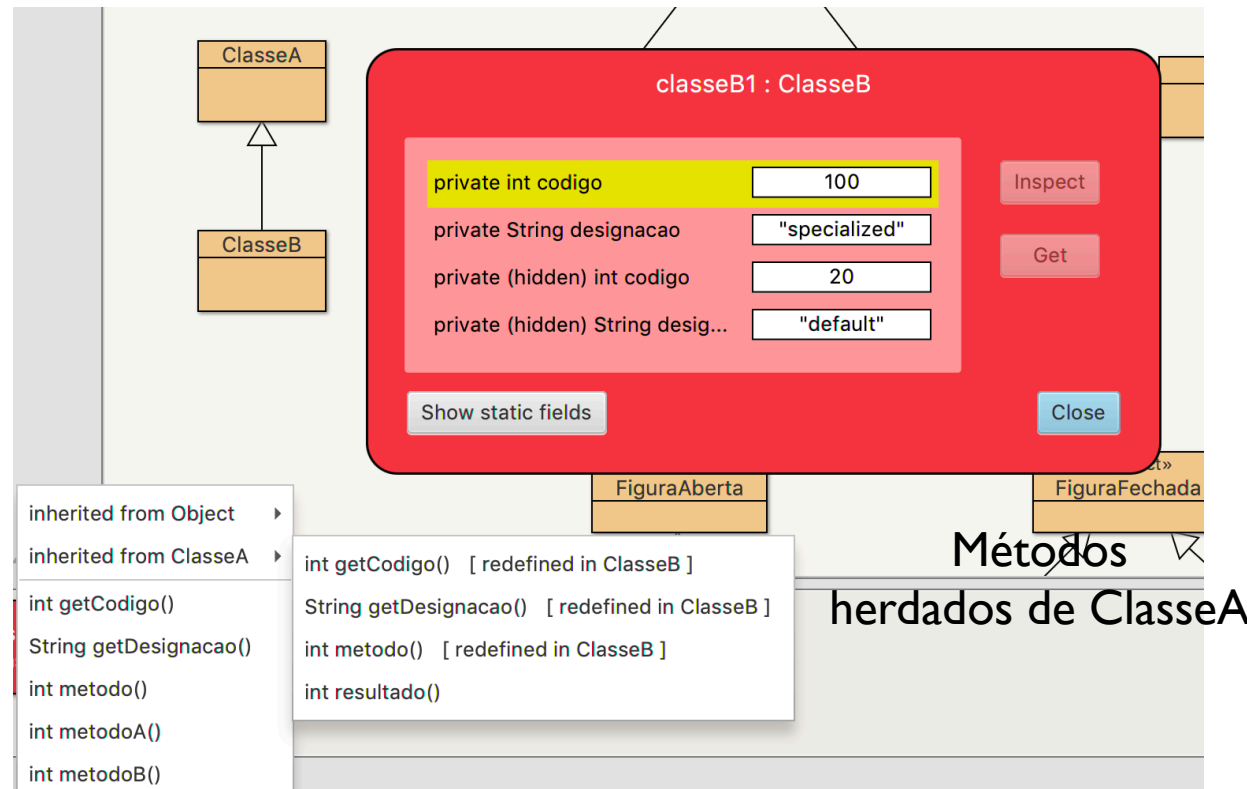 ClasseA
classeB1 : ClasseB
private int codigo 100
Inspect
private String designacao "specialized"
ClasseB
Get
private (hidden) int codigo 20
private (hidden) String desig... "default"
Show static fields
Close
FiguraAberta
ct»
FiguraFechada
inherited from Object
inherited from ClasseA
int getCodigo()
String getDesignacao()
int metodo()
int metodoA()
int metodoB()
int getCodigo() [ redefined in ClasseB ]
String getDesignacao() [ redefined in ClasseB ]
int metodo() [ redefined in ClasseB ]
int resultado()
Métodos
herdados de ClasseA